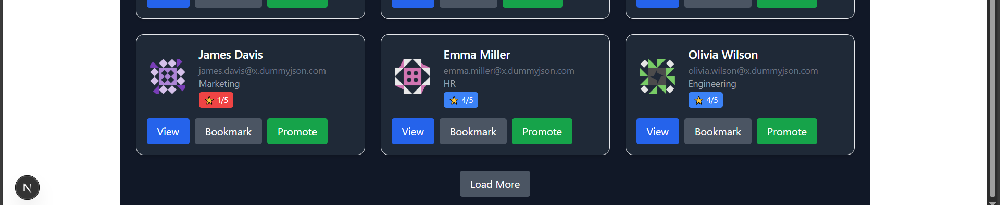 James Davis
james.davis@x.dummyjson.com
Marketing
1/5
View Bookmark Promote
Emma Miller
emma.miller@x.dummyjson.com
HR
4/5
View Bookmark Promote
Olivia Wilson
olivia.wilson@x.dummyjson.com
Engineering
4/5
View Bookmark Promote
Load More
N